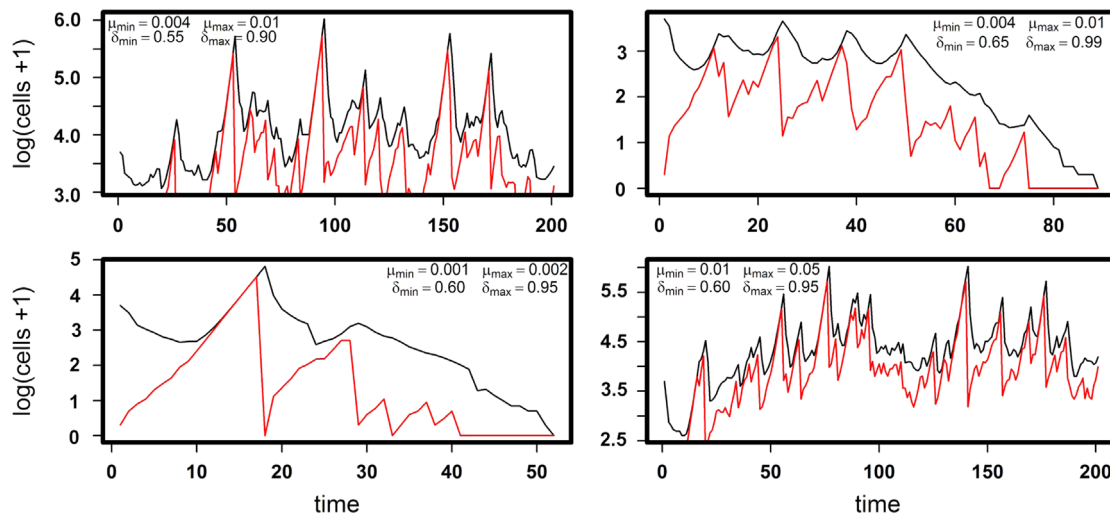 log(cells +1)
6.0
5.0
4.0
3.0
μmin = 0.004 μmax = 0.01
δmin = 0.55 δmax = 0.90
0 50 100 150 200
3
2
1
0
μmin = 0.004 μmax = 0.01
δmin = 0.65 δmax = 0.99
0 20 40 60 80
log(cells +1)
5
4
3
2
1
0
μmin = 0.001 μmax = 0.002
δmin = 0.60 δmax = 0.95
0 10 20 30 40 50
time
5.5
4.5
3.5
2.5
μmin = 0.01 μmax = 0.05
δmin = 0.60 δmax = 0.95
0 50 100 150 200
time